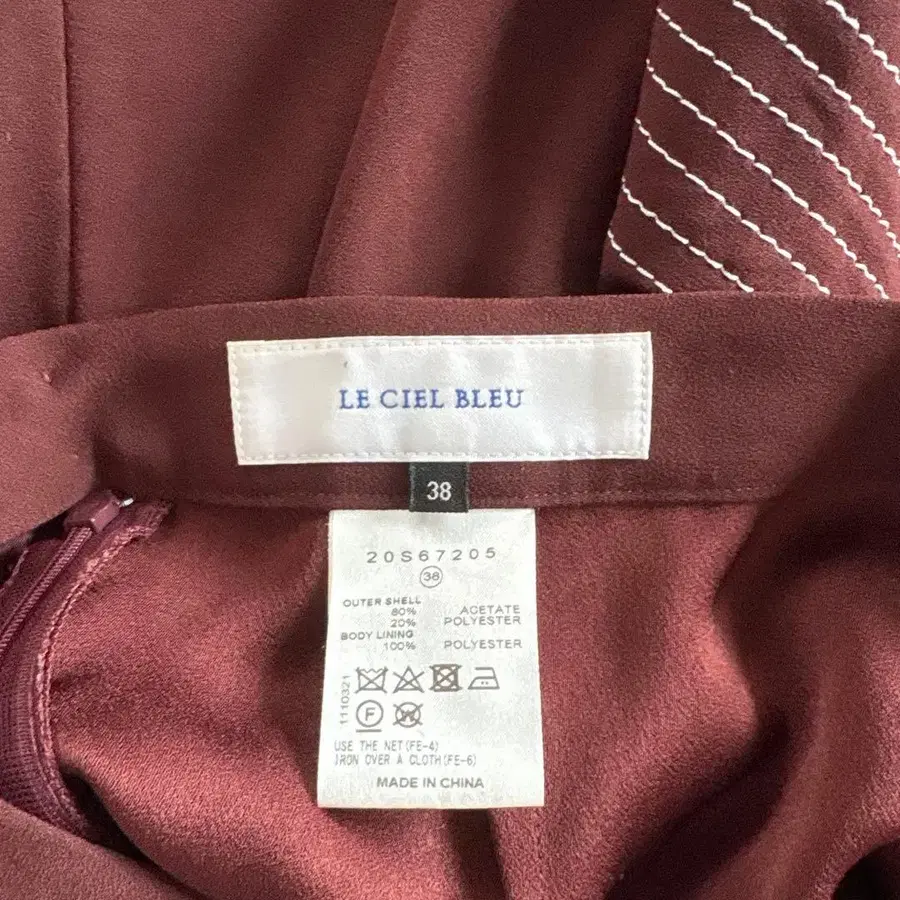 LE CIEL BLEU
38
20S67205
38
OUTER SHELL
80% ACETATE
20% POLYESTER
BODY LINING
100% POLYESTER
1110321
F
W
USE THE NET(FE-4)
IRON OVER A CLOTH(FE-6)
MADE IN CHINA